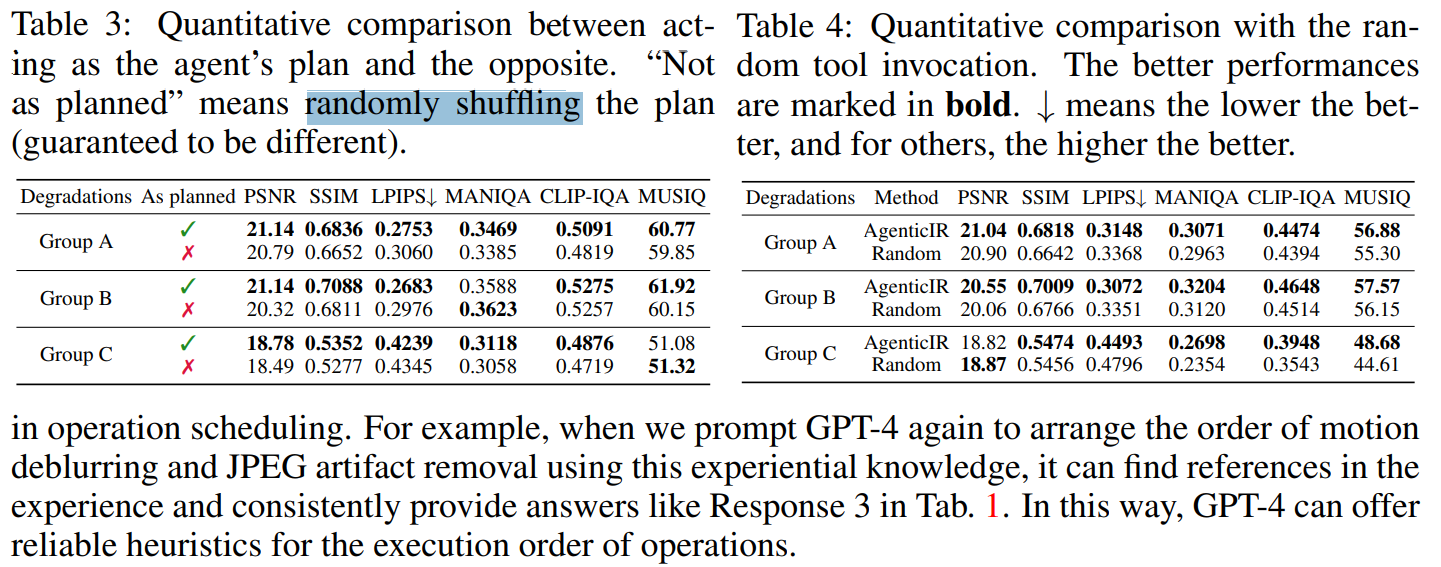 Table 3: Quantitative comparison between act-
ing as the agent's plan and the opposite. “Not
as planned” means randomly shuffling the plan
(guaranteed to be different).
Degradations As planned PSNR SSIM LPIPS↓ MANIQA CLIP-IQA MUSIQ
Group A ✓ 21.14 0.6836 0.2753 0.3469 0.5091 60.77
✗ 20.79 0.6652 0.3060 0.3385 0.4819 59.85
Group B ✓ 21.14 0.7088 0.2683 0.3588 0.5275 61.92
✗ 20.32 0.6811 0.2976 0.3623 0.5257 60.15
Group C ✓ 18.78 0.5352 0.4239 0.3118 0.4876 51.08
✗ 18.49 0.5277 0.4345 0.3058 0.4719 51.32
Table 4: Quantitative comparison with the ran-
dom tool invocation. The better performances
are marked in bold. ↓ means the lower the bet-
ter, and for others, the higher the better.
Degradations Method PSNR SSIM LPIPS↓ MANIQA CLIP-IQA MUSIQ
Group A AgenticIR 21.04 0.6818 0.3148 0.3071 0.4474 56.88
Random 20.90 0.6642 0.3368 0.2963 0.4394 55.30
Group B AgenticIR 20.55 0.7009 0.3072 0.3204 0.4648 57.57
Random 20.06 0.6766 0.3351 0.3120 0.4514 56.15
Group C AgenticIR 18.82 0.5474 0.4493 0.2698 0.3948 48.68
Random 18.87 0.5456 0.4796 0.2354 0.3543 44.61
in operation scheduling. For example, when we prompt GPT-4 again to arrange the order of motion
deblurring and JPEG artifact removal using this experiential knowledge, it can find references in the
experience and consistently provide answers like Response 3 in Tab. 1. In this way, GPT-4 can offer
reliable heuristics for the execution order of operations.